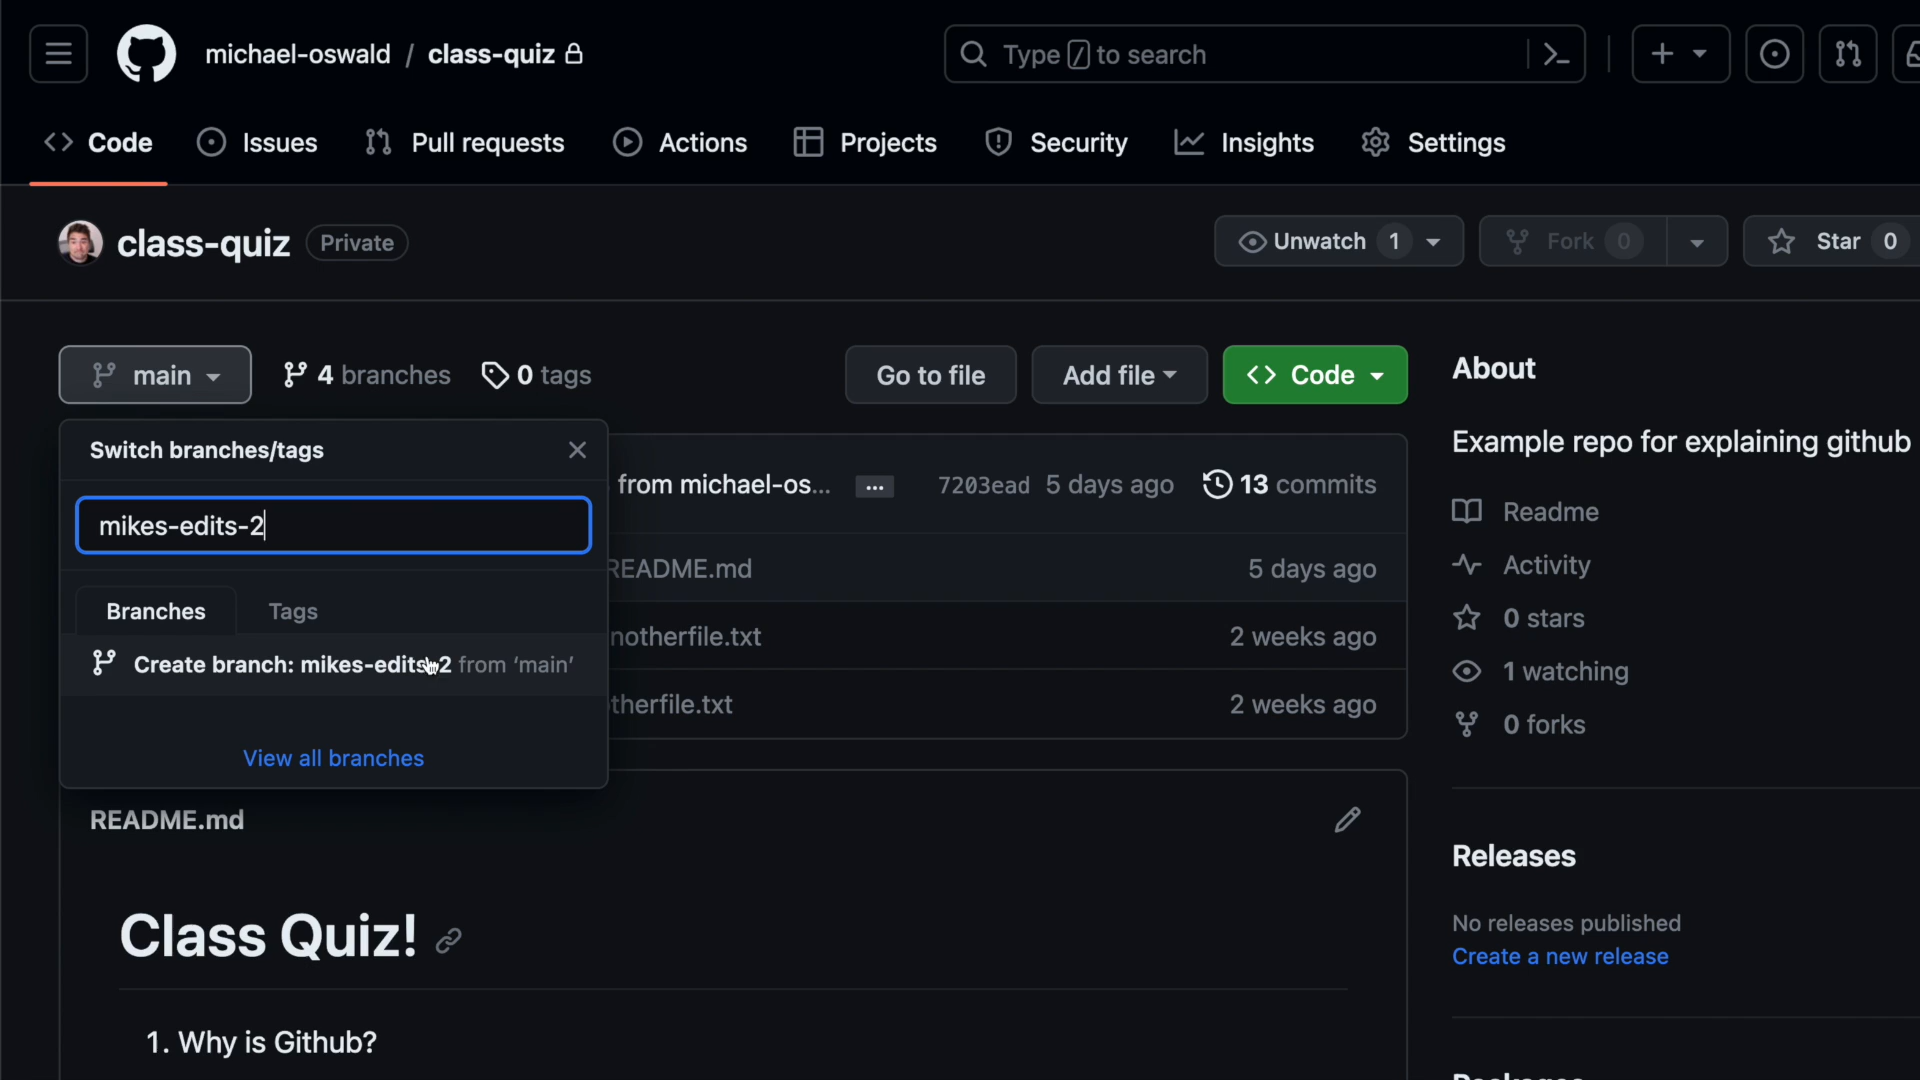 michael-oswald / class-quiz
Type / to search
Code Issues Pull requests Actions Projects Security Insights Settings
class-quiz Private
Unwatch 1 Fork 0 Star 0
main 4 branches 0 tags
Go to file Add file Code
About
Switch branches/tags
Example repo for explaining github
from michael-os... ... 7203ead 5 days ago 13 commits
mikes-edits-2
Readme
README.md 5 days ago
Activity
Branches Tags
0 stars
notherfile.txt 2 weeks ago
Create branch: mikes-edits-2 from ‘main’
1 watching
therfile.txt 2 weeks ago
0 forks
View all branches
README.md
Releases
Class Quiz!
No releases published
Create a new release
1. Why is Github?